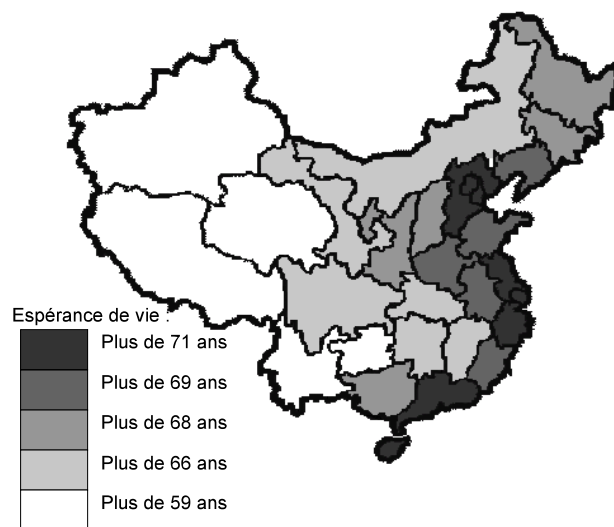 Espérance de vie :
Plus de 71 ans
Plus de 69 ans
Plus de 68 ans
Plus de 66 ans
Plus de 59 ans